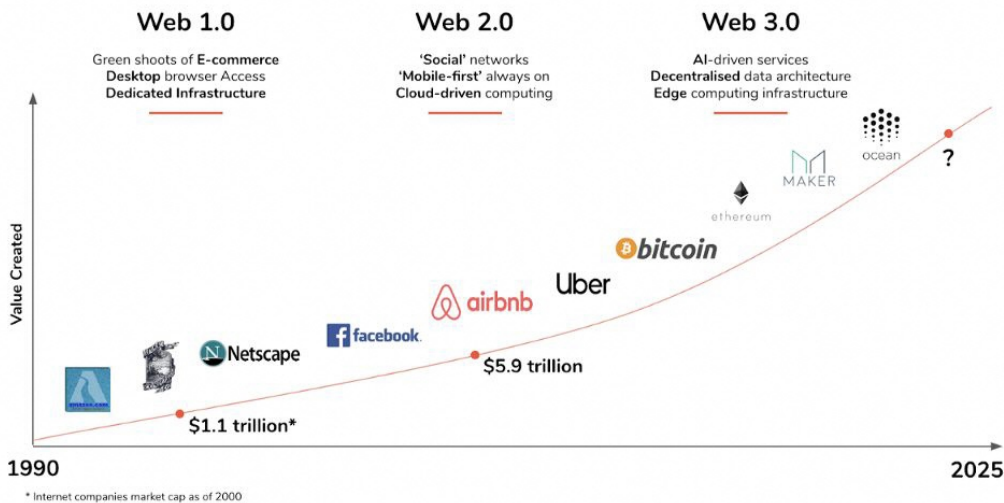 Web 1.0
Green shoots of E-commerce
Desktop browser Access
Dedicated Infrastructure
Web 2.0
'Social' networks
'Mobile-first' always on
Cloud-driven computing
Web 3.0
AI-driven services
Decentralised data architecture
Edge computing infrastructure
Value Created
amazon.com
Netscape
facebook.
airbnb
Uber
bitcoin
ethereum
MAKER
ocean
?
$1.1 trillion*
$5.9 trillion
1990
2025
* Internet companies market cap as of 2000